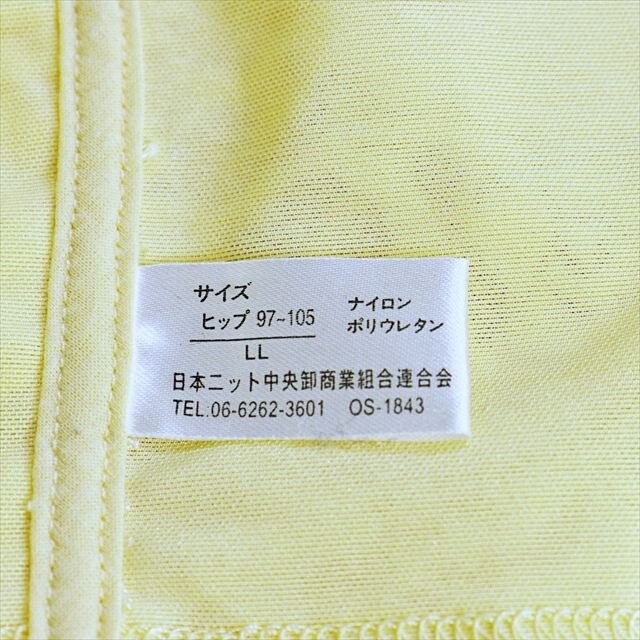 サイズ
ヒップ 97~105
LL
ナイロン
ポリウレタン
日本ニット中央卸商業組合連合会
TEL.06-6262-3601 OS-1843